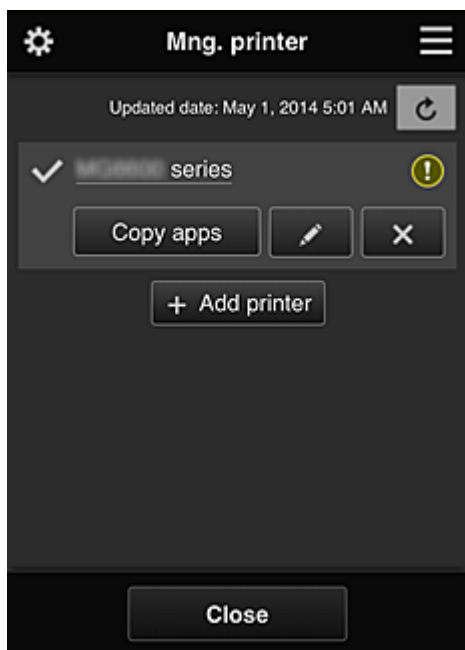 Mng. printer
Updated date: May 1, 2014 5:01 AM
series
Copy apps
+ Add printer
Close